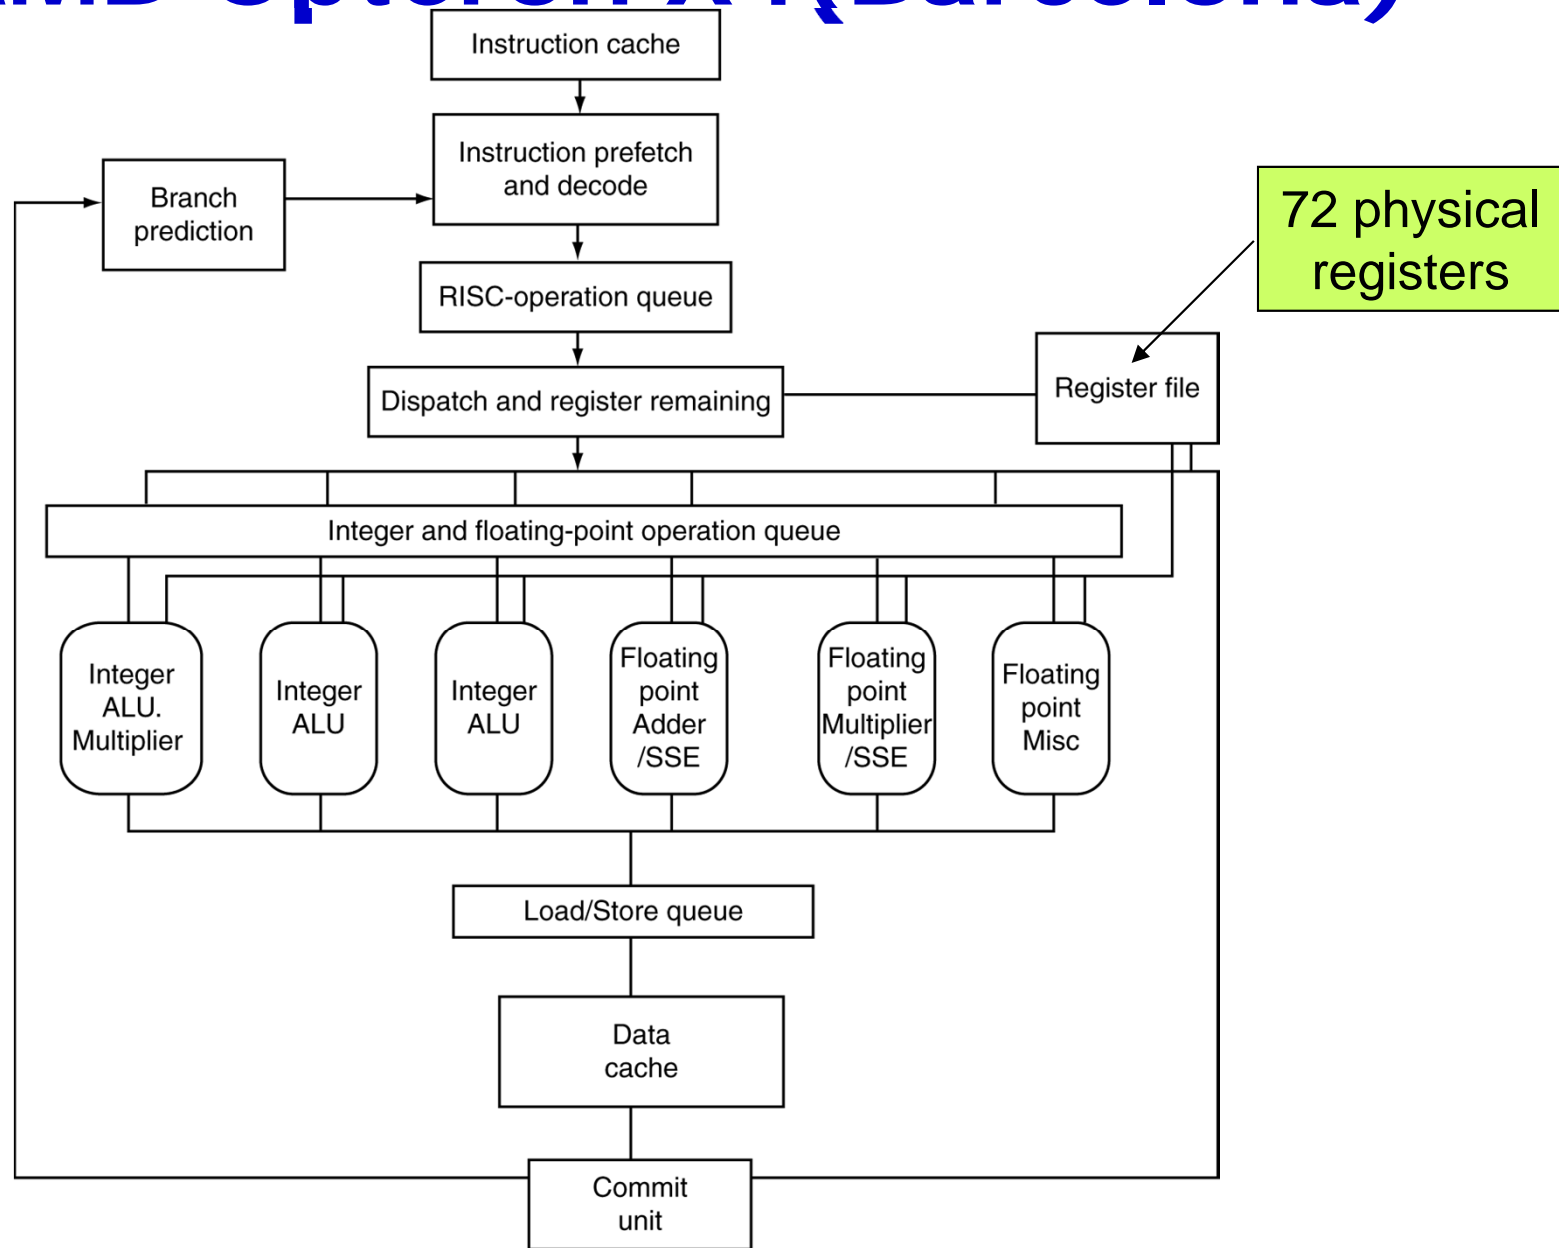 (Barcelona)
Instruction cache
Instruction prefetch
and decode
Branch
prediction
72 physical
registers
RISC-operation queue
Register file
Dispatch and register remaining
Integer and floating-point operation queue
Integer
ALU.
Multiplier
Integer
ALU
Integer
ALU
Floating
point
Adder
/SSE
Floating
point
Multiplier
/SSE
Floating
point
Misc
Load/Store queue
Data
cache
Commit
unit